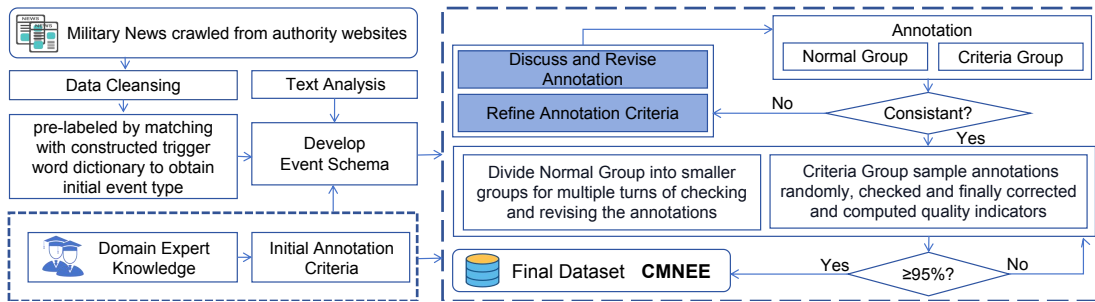 NEWS
NEWS
Military News crawled from authority websites
Data Cleansing
Text Analysis
pre-labeled by matching
with constructed trigger
word dictionary to obtain
initial event type
Develop
Event Schema
Domain Expert
Knowledge
Initial Annotation
Criteria
Discuss and Revise
Annotation
Refine Annotation Criteria
Annotation
Normal Group
Criteria Group
No
Consistant?
Yes
Divide Normal Group into smaller
groups for multiple turns of checking
and revising the annotations
Criteria Group sample annotations
randomly, checked and finally corrected
and computed quality indicators
Final Dataset CMNEE
Yes
≥95%?
No